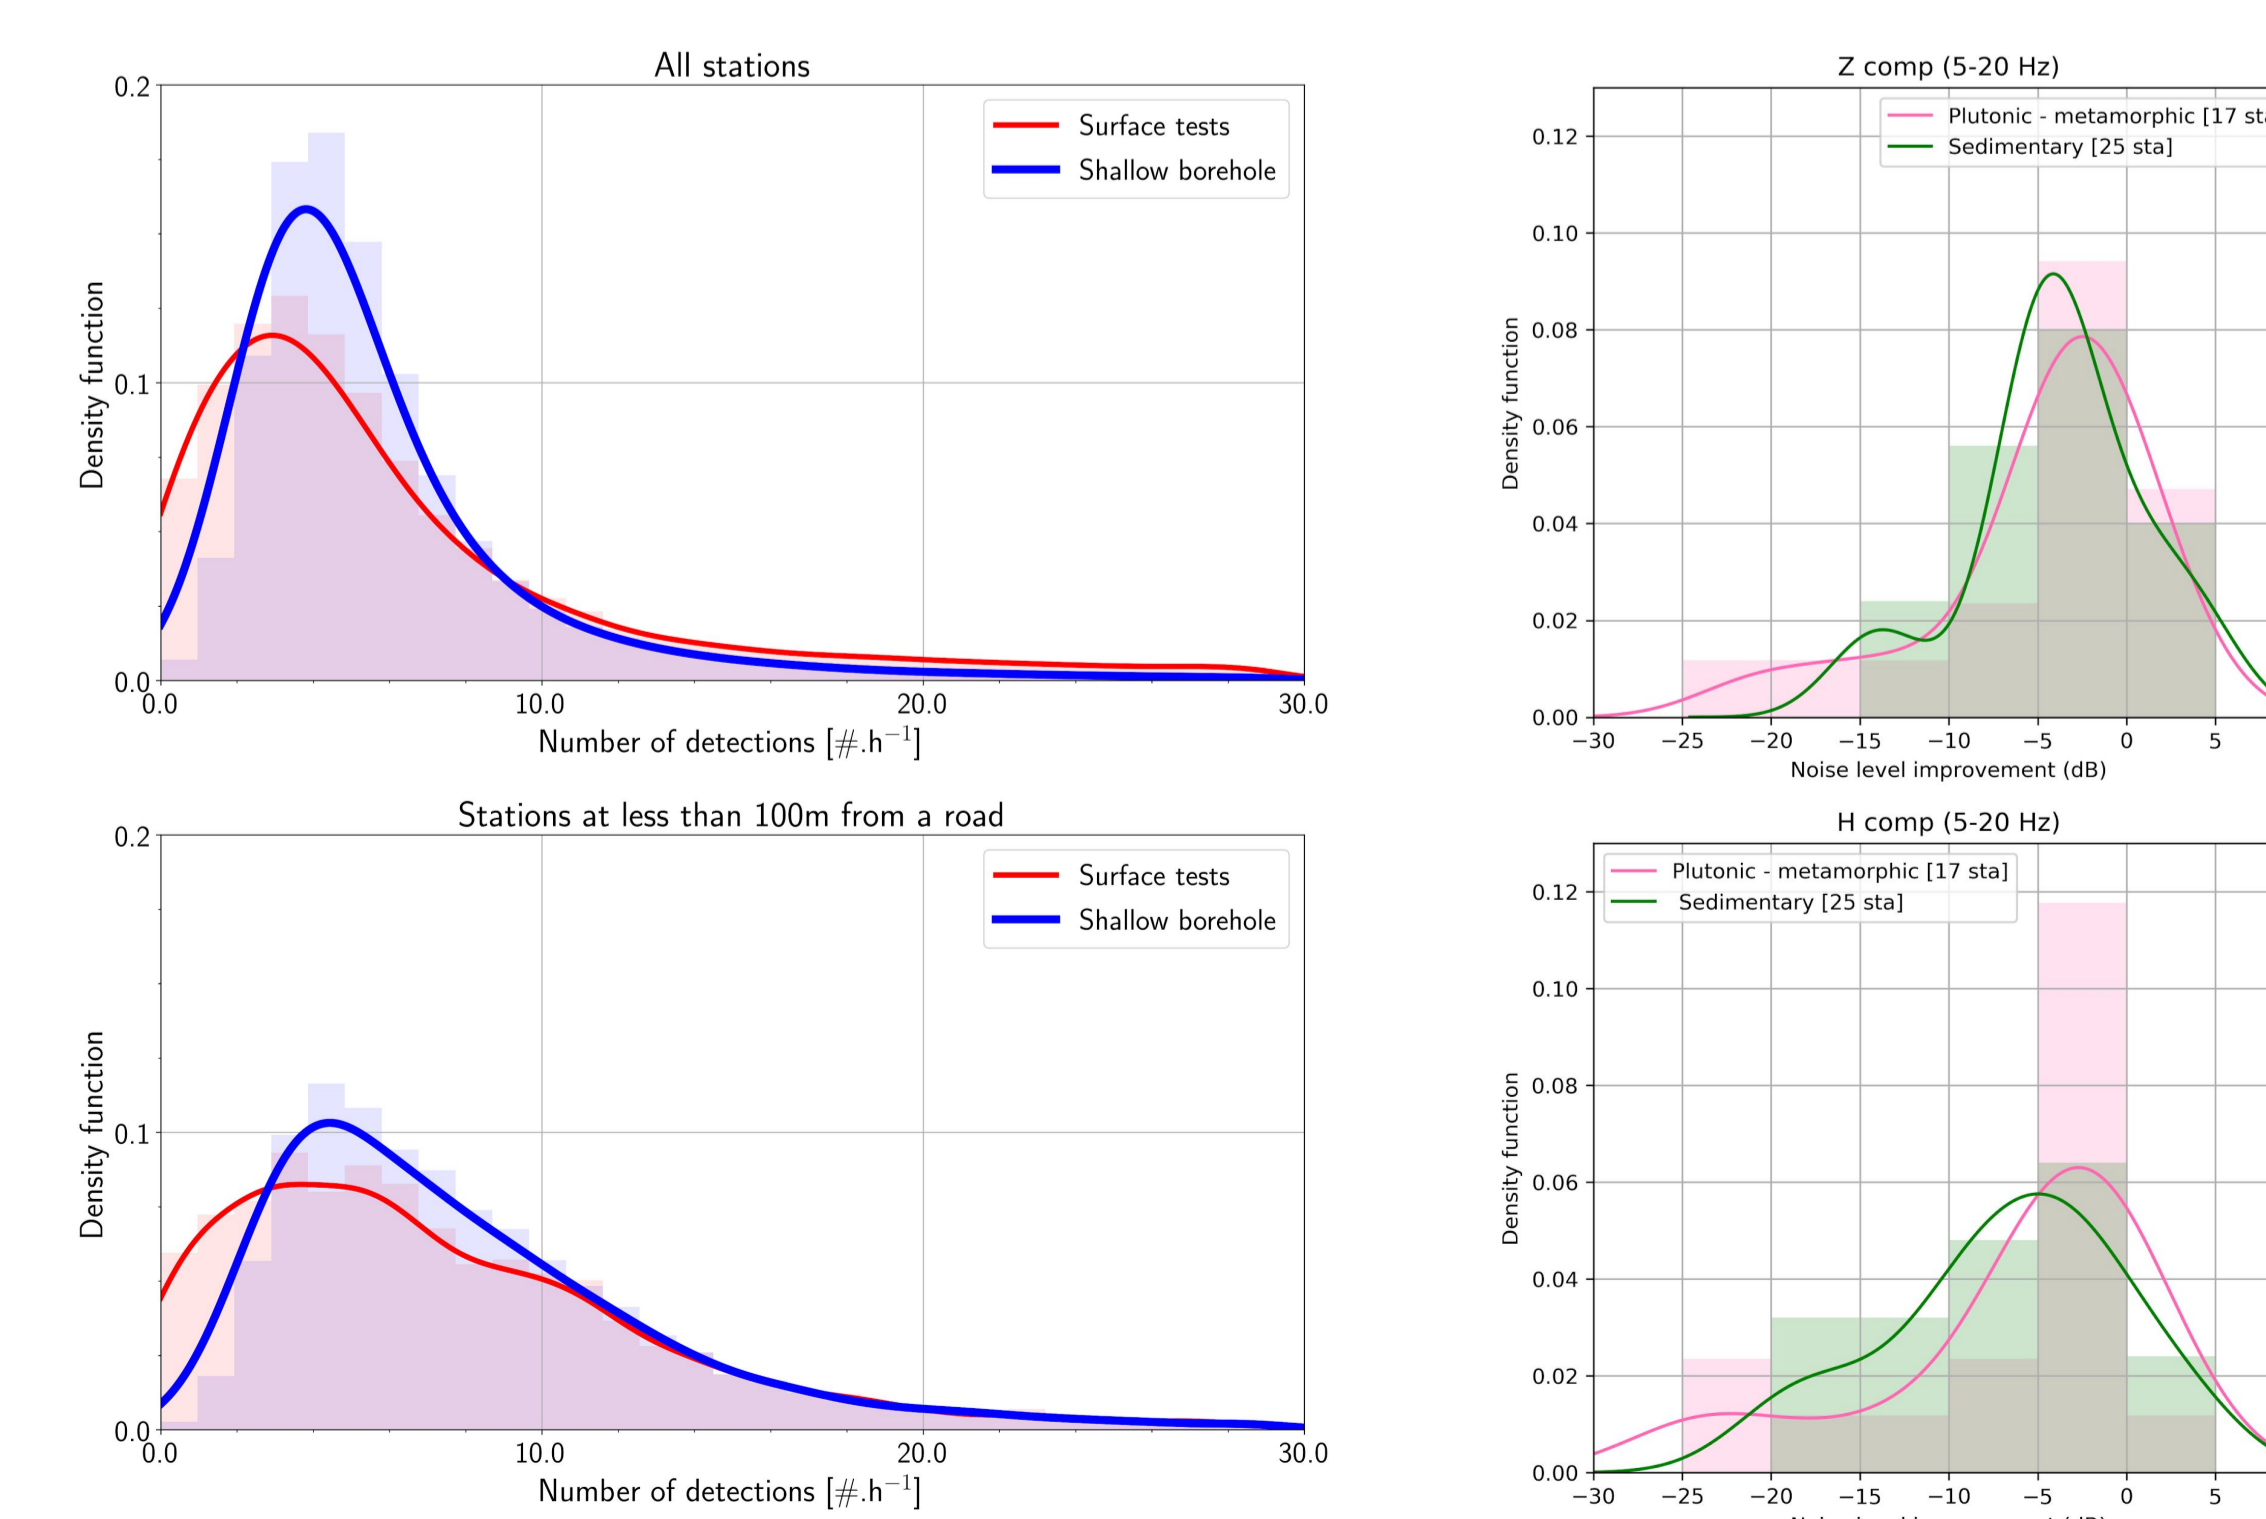 All stations
0.2
0.1
0.0
Density function
Surface tests
Shallow borehole
0.0 10.0 20.0 30.0
Number of detections [#.h⁻¹]
Stations at less than 100m from a road
0.2
0.1
0.0
Density function
Surface tests
Shallow borehole
0.0 10.0 20.0 30.0
Number of detections [#.h⁻¹]
Z comp (5-20 Hz)
Plutonic - metamorphic [17
Sedimentary [25 sta]
0.12
0.10
0.08
0.06
0.04
0.02
0.00
Density function
−30 −25 −20 −15 −10 −5 0 5
Noise level improvement (dB)
H comp (5-20 Hz)
Plutonic - metamorphic [17 sta]
Sedimentary [25 sta]
0.12
0.10
0.08
0.06
0.04
0.02
0.00
Density function
−30 −25 −20 −15 −10 −5 0 5